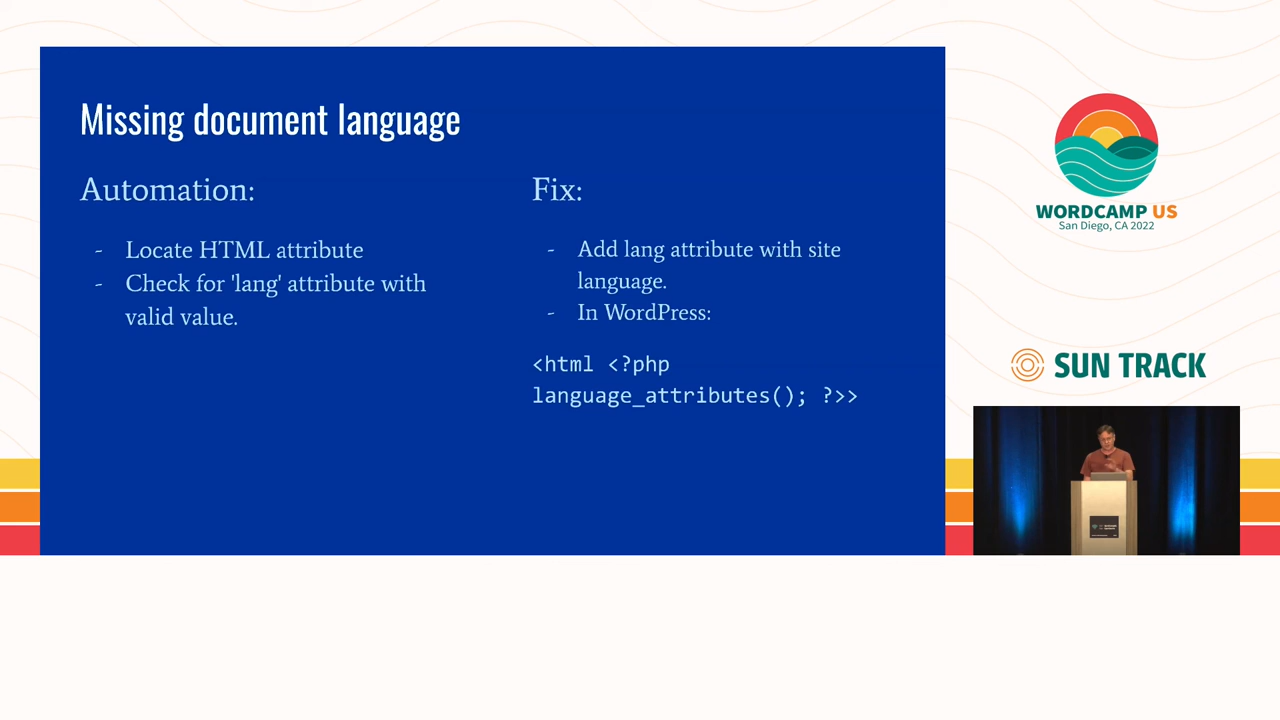 Missing document language
Automation:
- Locate HTML attribute
- Check for 'lang' attribute with
valid value.
Fix:
- Add lang attribute with site
language.
- In WordPress:
<html <?php
language_attributes(); ?>>
WORDCAMP US
San Diego, CA 2022
SUN TRACK